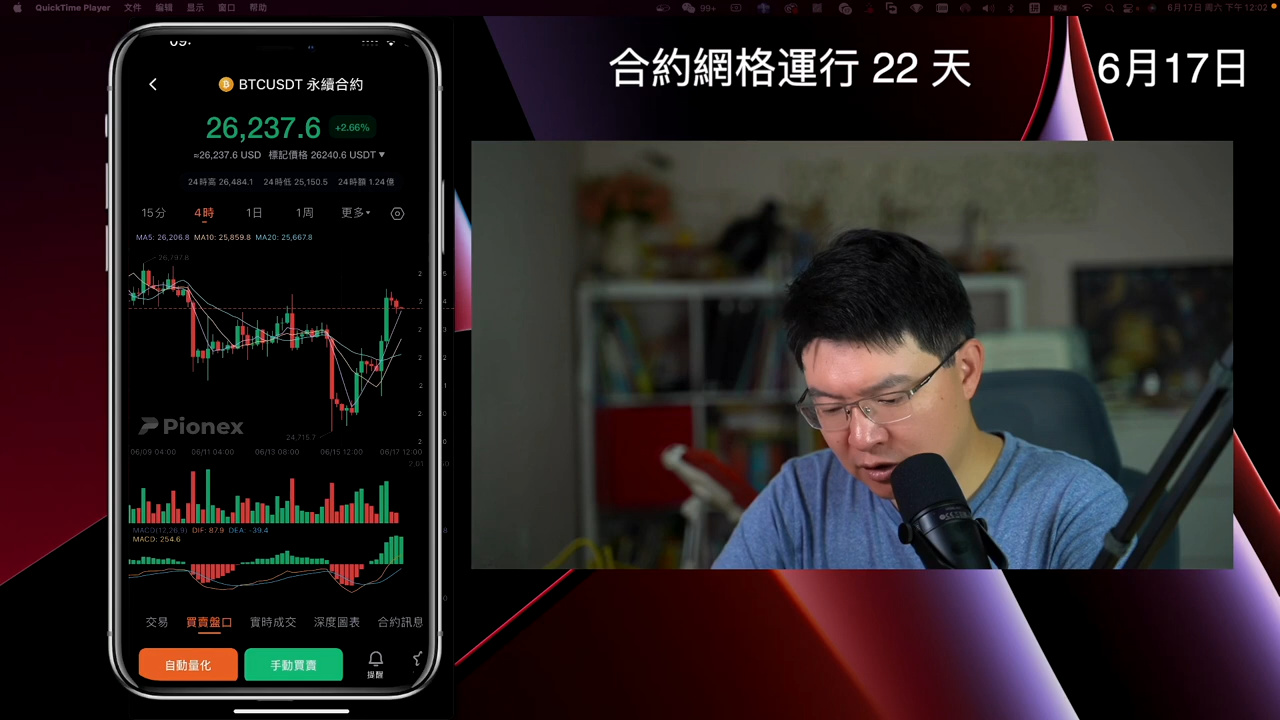 QuickTime Player 文件 編輯 顯示 窗口 幫助
99+
6月17日 周六 下午 12:02
合約網格運行 22 天
6月17日
BTCUSDT 永續合約
26,237.6 +2.66%
≈26,237.6 USD 標記價格 26240.6 USDT
24時高 26,484.1 24時低 25,150.5 24時額 1.24億
15分 4時 1日 1周 更多
MA5: 26,206.8 MA10: 25,859.8 MA20: 25,667.8
26,797.8
Pionex
24,715.7
06/09 04:00 06/11 04:00 06/13 08:00 06/15 12:00 06/17 12:00
MACD(12,26,9) DIF: 87.9 DEA: -39.4
MACD: 254.6
交易 買賣盤口 實時成交 深度圖表 合約訊息
自動量化 手動買賣 提醒